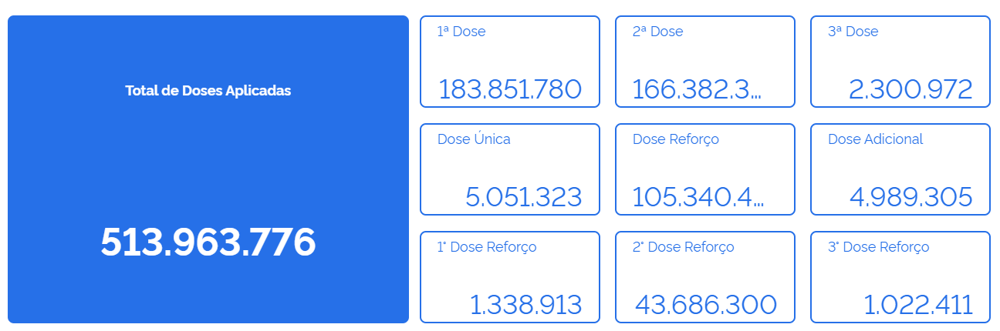 Total de Doses Aplicadas
513.963.776
1ª Dose
183.851.780
2ª Dose
166.382.3...
3ª Dose
2.300.972
Dose Única
5.051.323
Dose Reforço
105.340.4...
Dose Adicional
4.989.305
1° Dose Reforço
1.338.913
2° Dose Reforço
43.686.300
3° Dose Reforço
1.022.411